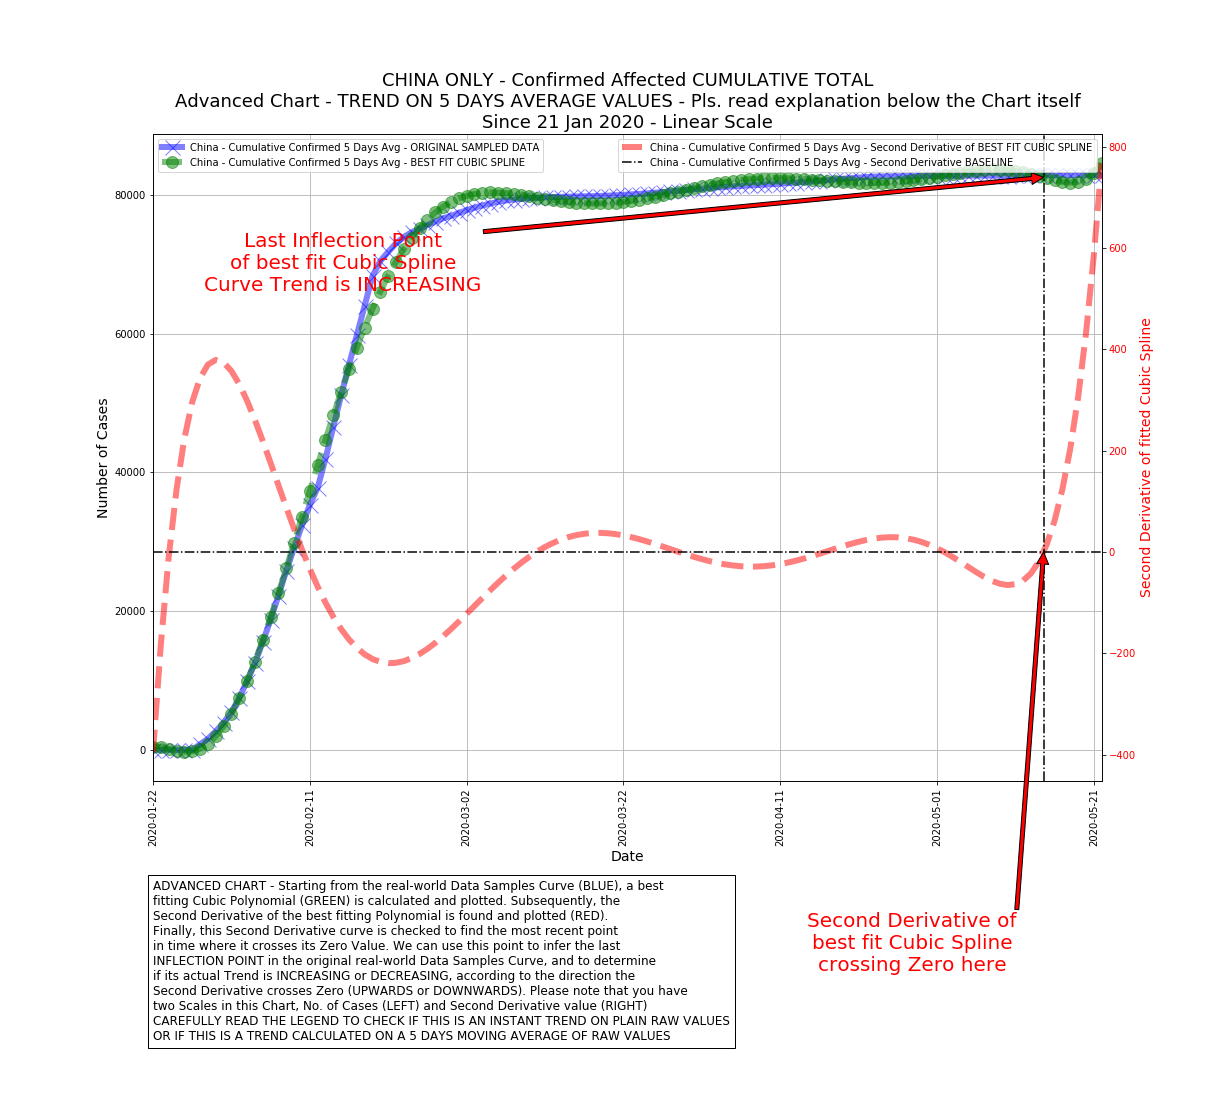 CHINA ONLY - Confirmed Affected CUMULATIVE TOTAL
Advanced Chart - TREND ON 5 DAYS AVERAGE VALUES - Pls. read explanation below the Chart itself
Since 21 Jan 2020 - Linear Scale
China - Cumulative Confirmed 5 Days Avg - ORIGINAL SAMPLED DATA
China - Cumulative Confirmed 5 Days Avg - BEST FIT CUBIC SPLINE
China - Cumulative Confirmed 5 Days Avg - Second Derivative of BEST FIT CUBIC SPLINE
China - Cumulative Confirmed 5 Days Avg - Second Derivative BASELINE
Last Inflection Point
of best fit Cubic Spline
Curve Trend is INCREASING
Number of Cases
80000
60000
40000
20000
0
800
600
400
200
0
−200
−400
Second Derivative of fitted Cubic Spline
2020-01-22
2020-02-11
2020-03-02
2020-03-22
2020-04-11
2020-05-01
2020-05-21
Date
ADVANCED CHART - Starting from the real-world Data Samples Curve (BLUE), a best
fitting Cubic Polynomial (GREEN) is calculated and plotted. Subsequently, the
Second Derivative of the best fitting Polynomial is found and plotted (RED).
Finally, this Second Derivative curve is checked to find the most recent point
in time where it crosses its Zero Value. We can use this point to infer the last
INFLECTION POINT in the original real-world Data Samples Curve, and to determine
if its actual Trend is INCREASING or DECREASING, according to the direction the
Second Derivative crosses Zero (UPWARDS or DOWNWARDS). Please note that you have
two Scales in this Chart, No. of Cases (LEFT) and Second Derivative value (RIGHT)
CAREFULLY READ THE LEGEND TO CHECK IF THIS IS AN INSTANT TREND ON PLAIN RAW VALUES
OR IF THIS IS A TREND CALCULATED ON A 5 DAYS MOVING AVERAGE OF RAW VALUES
Second Derivative of
best fit Cubic Spline
crossing Zero here